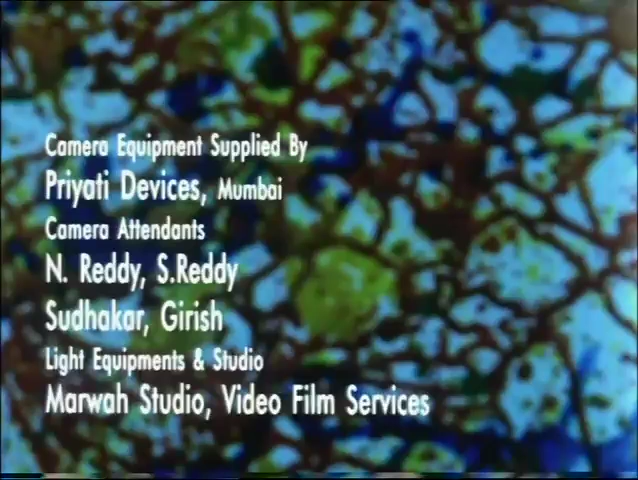 Camera Equipment Supplied By
Priyati Devices, Mumbai
Camera Attendants
N. Reddy, S.Reddy
Sudhakar, Girish
Light Equipments & Studio
Marwah Studio, Video Film Services